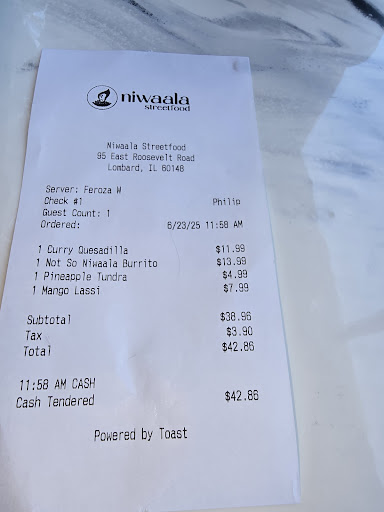 niwaala
streetfood
Niwaala Streetfood
95 East Roosevelt Road
Lombard, IL 60148
Server: Feroza W
Check #1 Philip
Guest Count: 1
Ordered: 6/23/25 11:58 AM
1 Curry Quesadilla $11.99
1 Not So Niwaala Burrito $13.99
1 Pineapple Tundra $4.99
1 Mango Lassi $7.99
Subtotal $38.96
Tax $3.90
Total $42.86
11:58 AM CASH
Cash Tendered $42.86
Powered by Toast